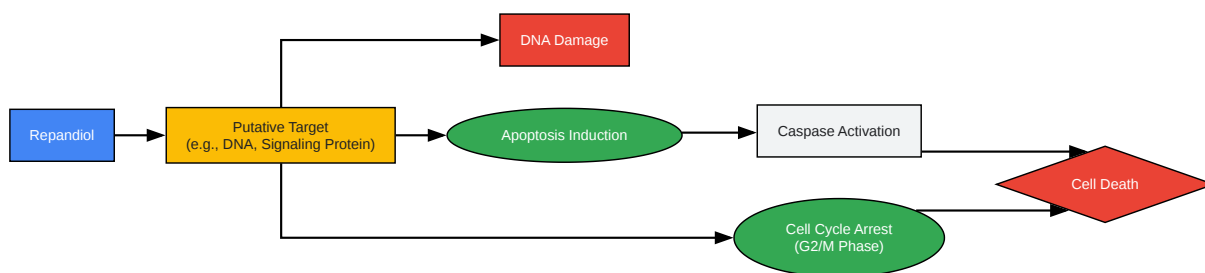 DNA Damage
Repandiol
Putative Target
(e.g., DNA, Signaling Protein)
Apoptosis Induction
Caspase Activation
Cell Death
Cell Cycle Arrest
(G2/M Phase)